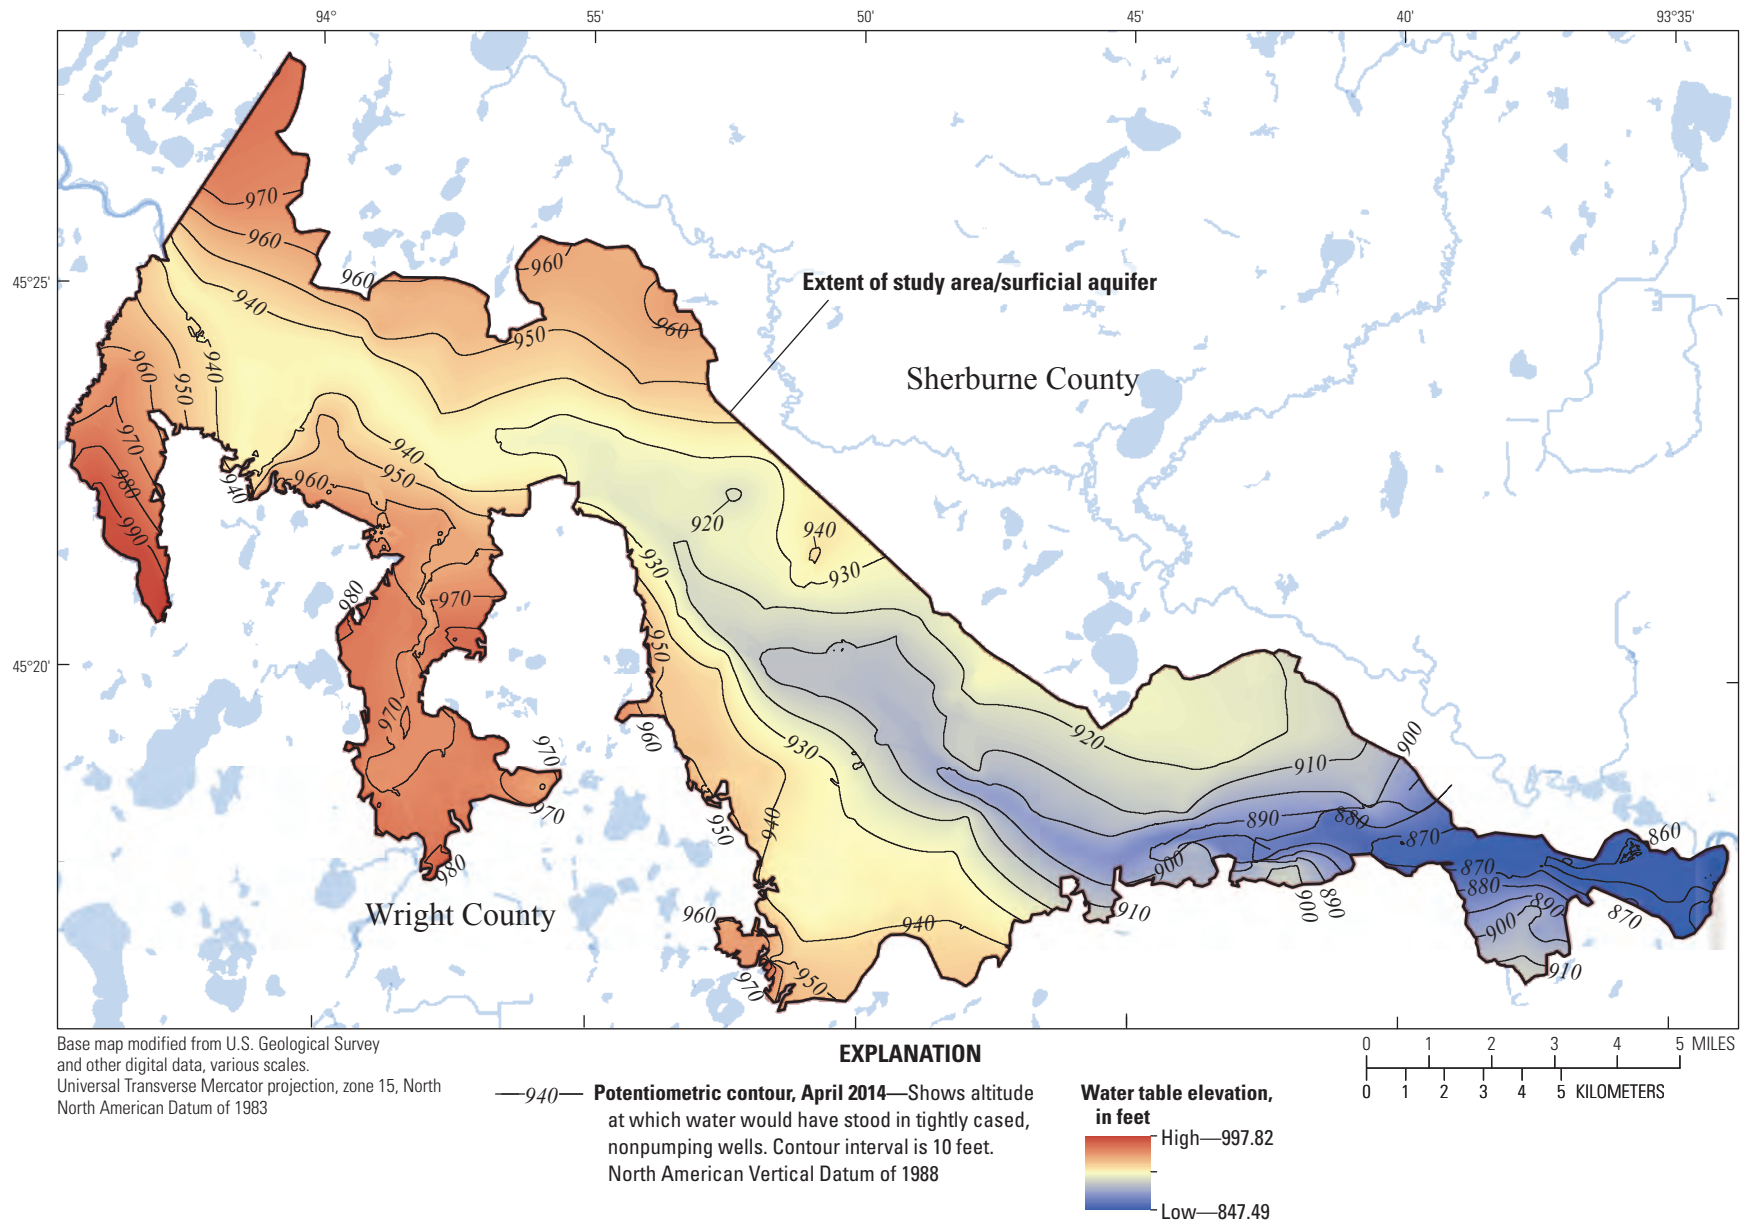 94° 55' 50' 45' 40' 93°35'
970
960
960
960
45°25'
Extent of study area/surficial aquifer
940
960
950
960 940
950
Sherburne County
970
940
950
980
960
940
920
940
990
930
930
980
970
950
45°20'
970
960
920
900
930
970
910
970
940
950
890
880
870
860
900
870
980
880
890
900
890
910
870
960
Wright County
940
900
910
970
950
Base map modified from U.S. Geological Survey
and other digital data, various scales.
Universal Transverse Mercator projection, zone 15, North
North American Datum of 1983
EXPLANATION
940
Potentiometric contour, April 2014—Shows altitude
at which water would have stood in tightly cased,
nonpumping wells. Contour interval is 10 feet.
North American Vertical Datum of 1988
Water table elevation,
in feet
High—997.82
Low—847.49
0 1 2 3 4 5 MILES
0 1 2 3 4 5 KILOMETERS